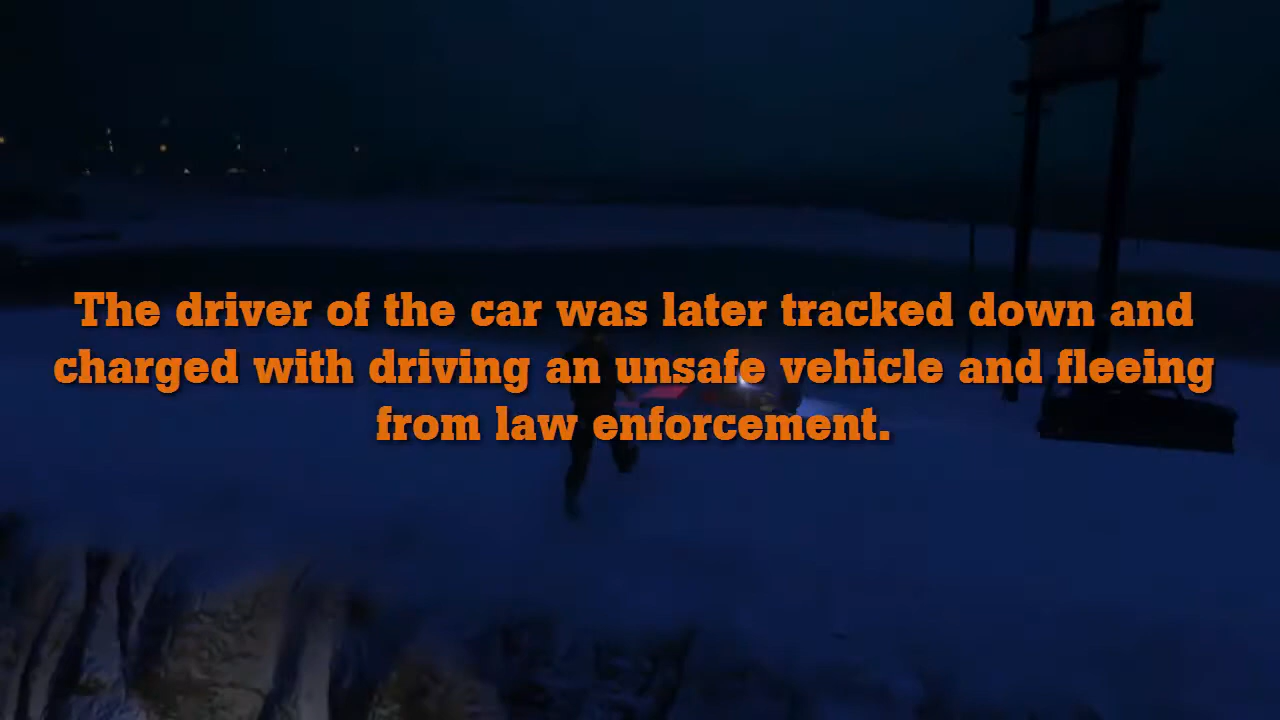 The driver of the car was later tracked down and
charged with driving an unsafe vehicle and fleeing
from law enforcement.